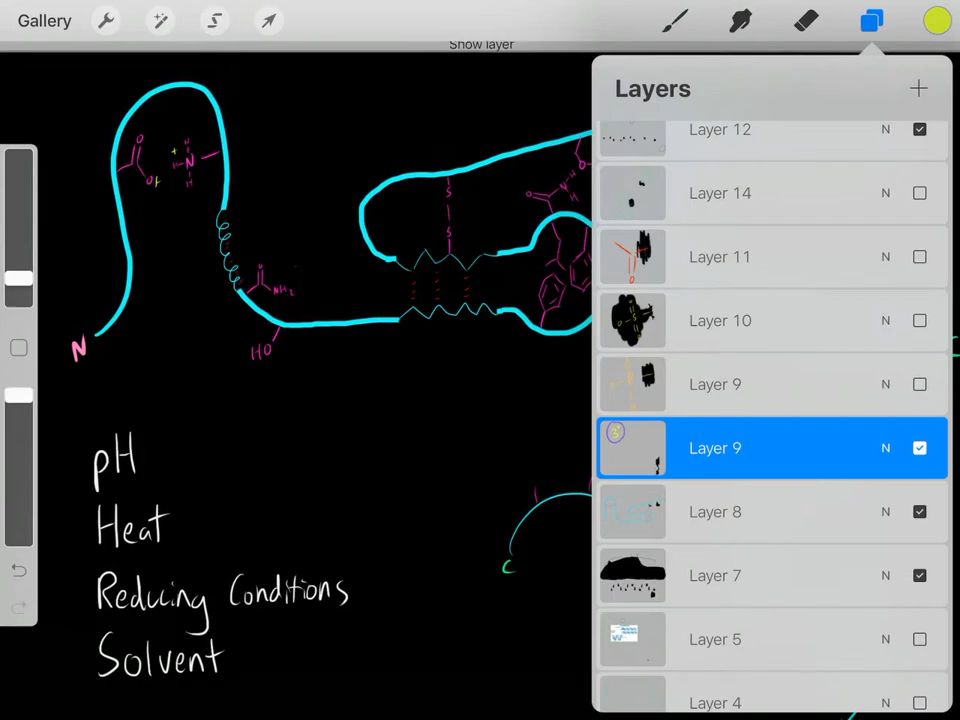 Gallery
Show layer
Layers
Layer 12 N
Layer 14 N
Layer 11 N
Layer 10 N
Layer 9 N
Layer 9 N
Layer 8 N
Layer 7 N
Layer 5 N
Layer 4 N
O
O
+
+
H
H N
H
S
S
O
N
H
O
H
NH2
HO
N
pH
Heat
Reducing Conditions
Solvent
C